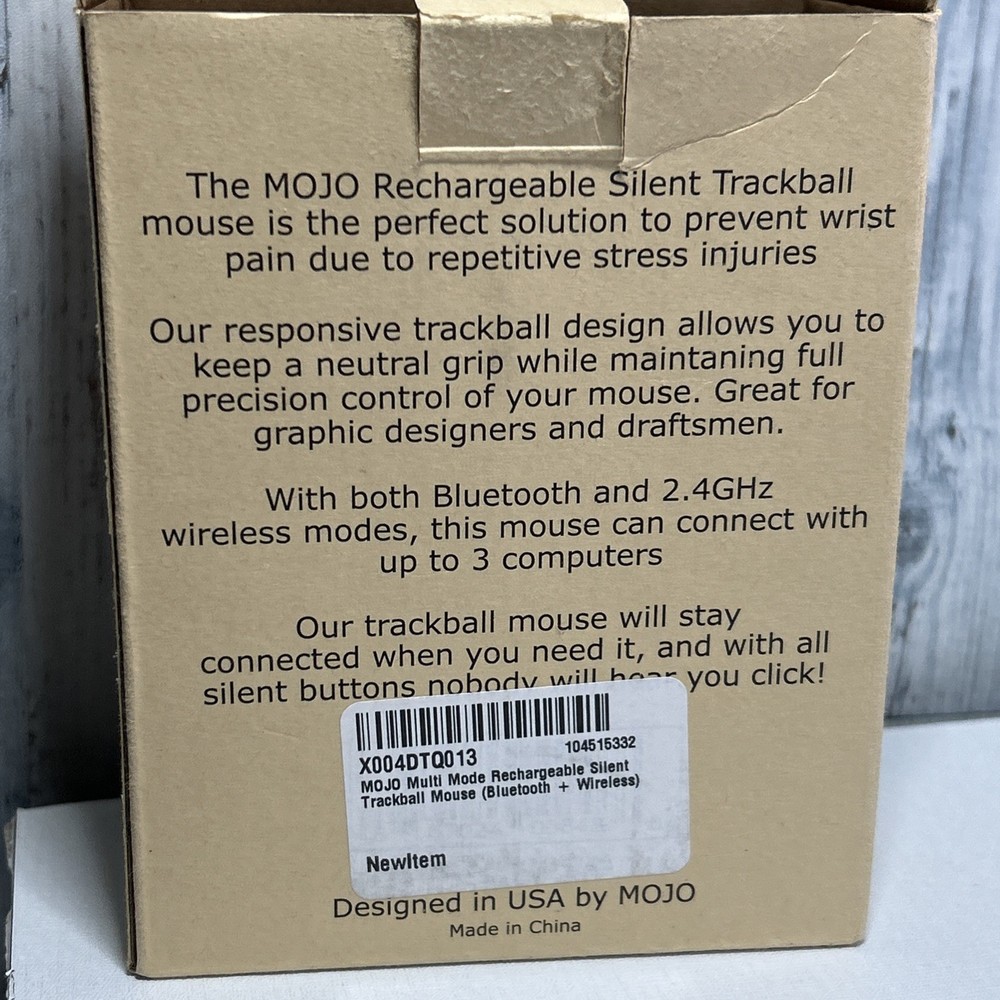 The MOJO Rechargeable Silent Trackball
mouse is the perfect solution to prevent wrist
pain due to repetitive stress injuries
Our responsive trackball design allows you to
keep a neutral grip while maintaning full
precision control of your mouse. Great for
graphic designers and draftsmen.
With both Bluetooth and 2.4GHz
wireless modes, this mouse can connect with
up to 3 computers
Our trackball mouse will stay
connected when you need it, and with all
silent buttons nobody will hear you click!
X004DTQ013 104515332
MOJO Multi Mode Rechargeable Silent
Trackball Mouse (Bluetooth + Wireless)
NewItem
Designed in USA by MOJO
Made in China